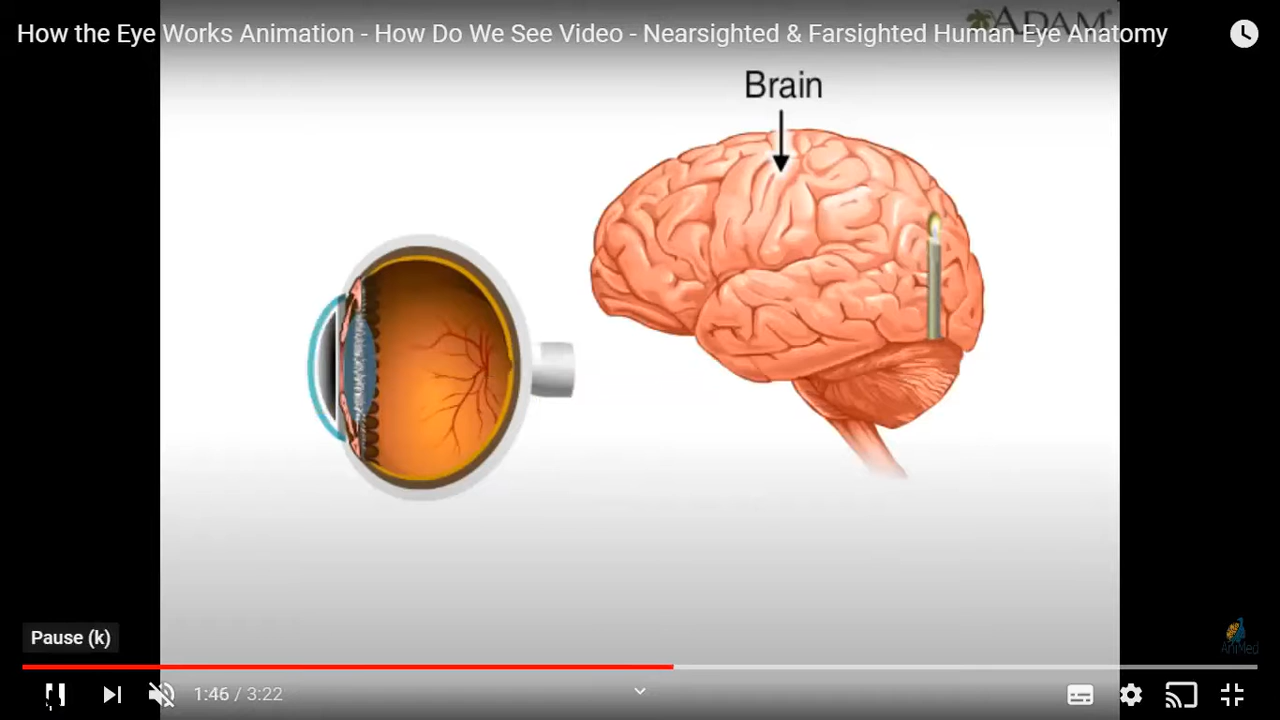 ADAM
How the Eye Works Animation - How Do We See Video - Nearsighted & Farsighted Human Eye Anatomy
Brain
Pause (k)
AniMed
1:46 / 3:22